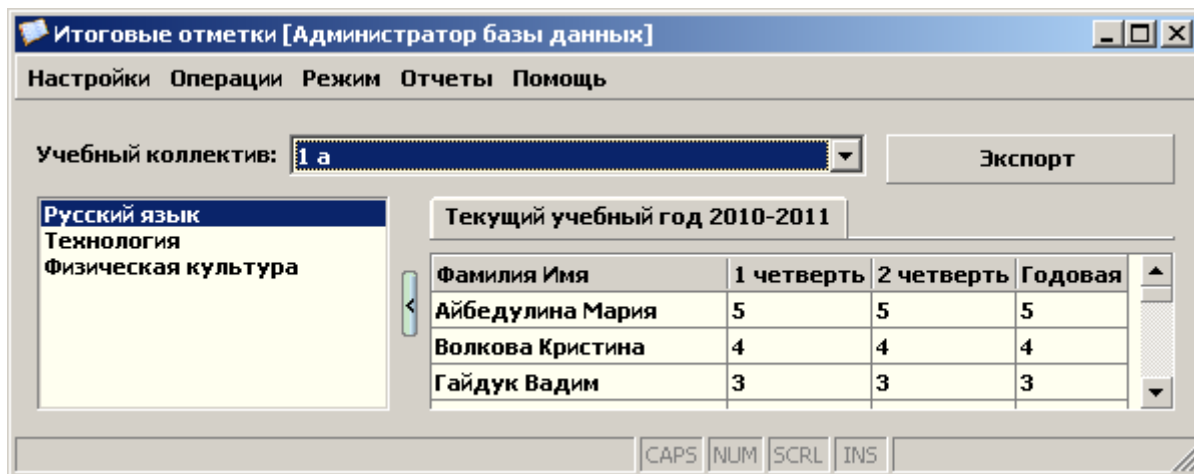 Итоговые отметки [Администратор базы данных]
Настройки Операции Режим Отчеты Помощь
Учебный коллектив: 1 а Экспорт
Русский язык
Технология
Физическая культура
Текущий учебный год 2010-2011
Фамилия Имя 1 четверть 2 четверть Годовая
Айбедулина Мария 5 5 5
Волкова Кристина 4 4 4
Гайдук Вадим 3 3 3
CAPS NUM SCRL INS